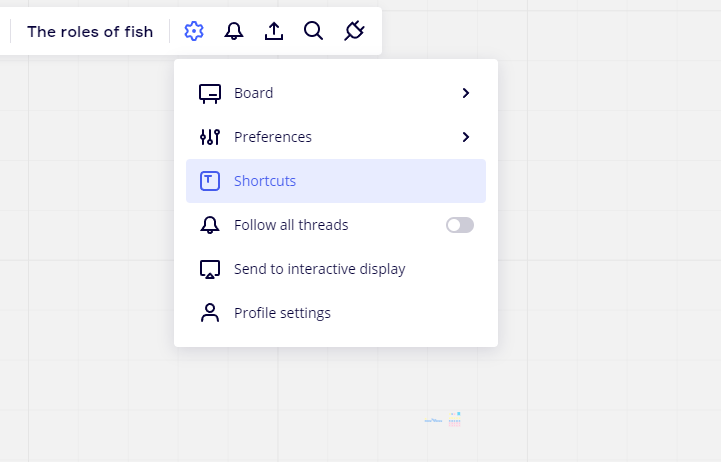 The roles of fish
Board
Preferences
Shortcuts
Follow all threads
Send to interactive display
Profile settings